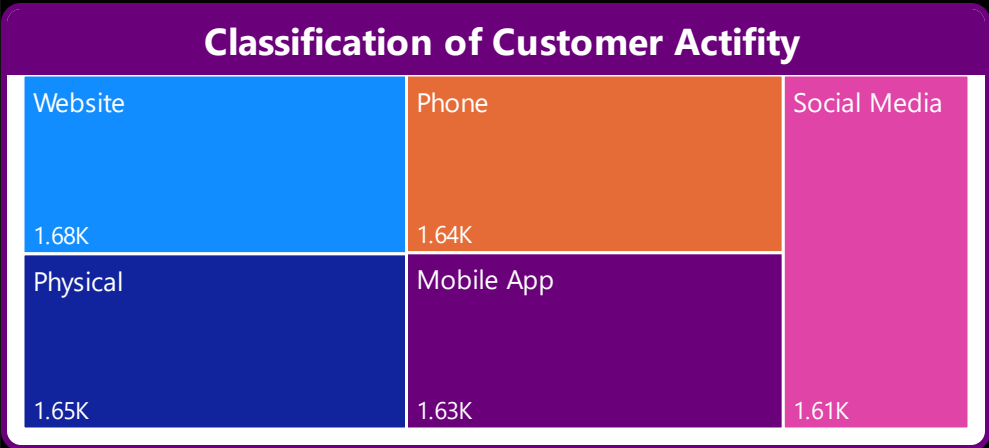 Classification of Customer Actifity
Website
1.68K
Physical
1.65K
Phone
1.64K
Mobile App
1.63K
Social Media
1.61K